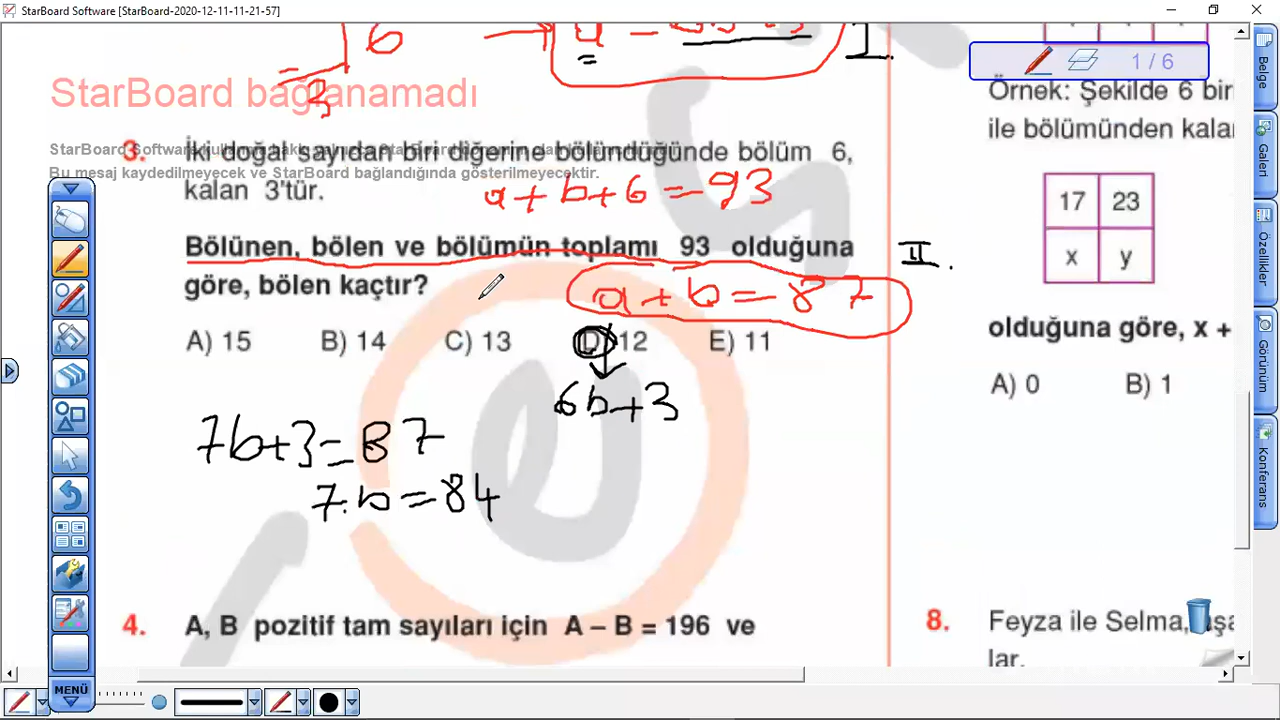 StarBoard Software [StarBoard-2020-12-11-11-21-57]
6
I.
3
StarBoard bağlanamadı
1 / 6
Örnek: Şekilde 6 bir
ile bölümünden kala
17 23
x y
olduğuna göre, x +
A) 0 B) 1
3. İki doğal sayıdan biri diğerine bölündüğünde bölüm 6,
Bu mesaj kaydedilmeyecek ve StarBoard bağlandığında gösterilmeyecektir.
kalan 3'tür.
a + b + 6 = 93
Bölünen, bölen ve bölümün toplamı 93 olduğuna
II.
göre, bölen kaçtır?
a + b = 87
A) 15 B) 14 C) 13 D) 12 E) 11
6b+3
7b+3=87
7.b=84
4. A, B pozitif tam sayıları için A – B = 196 ve
8. Feyza ile Selma,
lar.
Belge
Galeri
Özellikler
Görünüm
Konferans
MENÜ